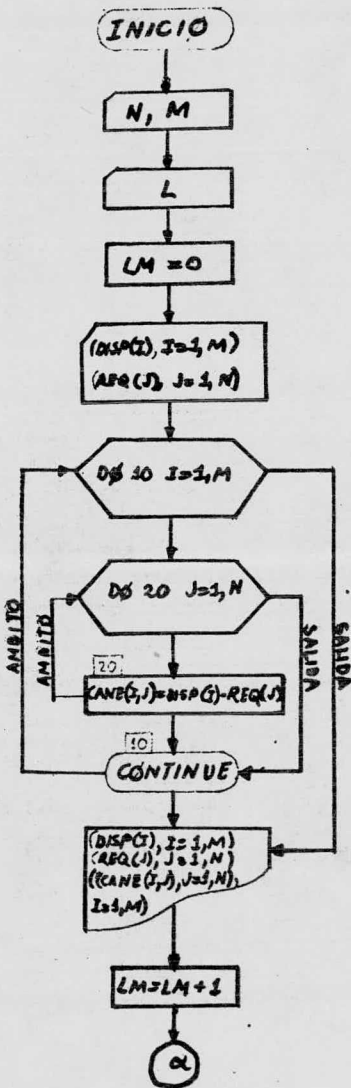 INICIO
N, M
L
LM = 0
(DISP(I), I=1, M)
(REQ(J), J=1, N)
DØ 10 I=1,M
DØ 20 J=1,N
AMBITO
AMBITO
SALIDA
SALIDA
20
CANE(I,J)=DISP(I)-REQ(J)
10
CONTINUE
(DISP(I), I=1,M)
(REQ(J), J=1,N)
((CANE(I,J),J=1,N),
I=1,M)
LM=LM+1
α